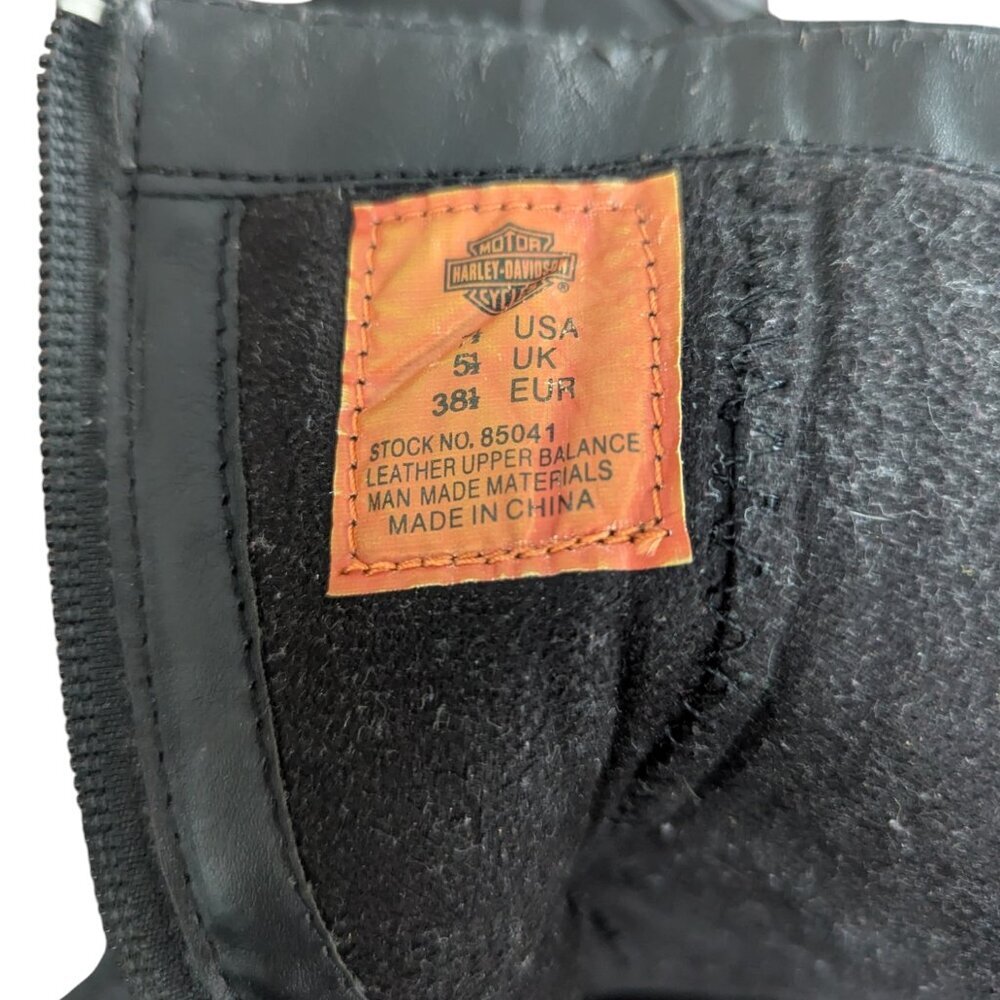 MOTOR
HARLEY-DAVIDSON
CYCLES
®
USA
5½ UK
38½ EUR
STOCK NO. 85041
LEATHER UPPER BALANCE
MAN MADE MATERIALS
MADE IN CHINA